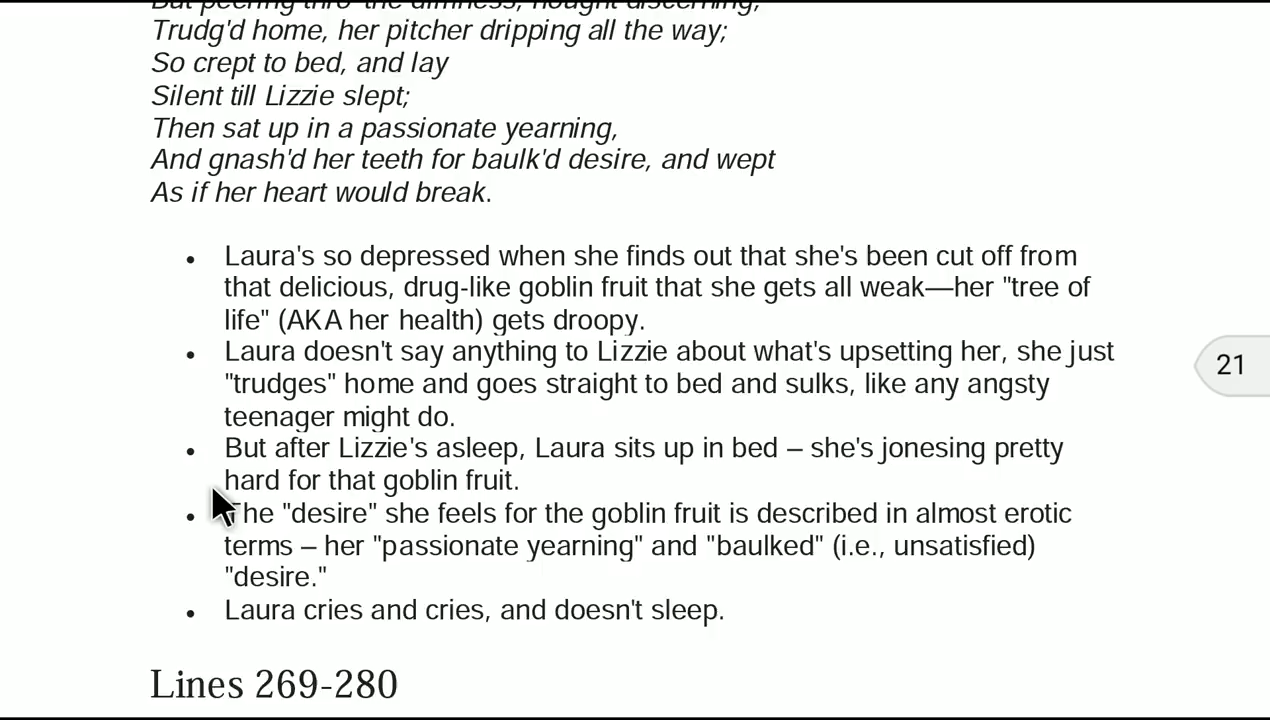 But peering thro' the dimness, nought discerning,
Trudg'd home, her pitcher dripping all the way;
So crept to bed, and lay
Silent till Lizzie slept;
Then sat up in a passionate yearning,
And gnash'd her teeth for baulk'd desire, and wept
As if her heart would break.
• Laura's so depressed when she finds out that she's been cut off from
that delicious, drug-like goblin fruit that she gets all weak—her "tree of
life" (AKA her health) gets droopy.
• Laura doesn't say anything to Lizzie about what's upsetting her, she just
"trudges" home and goes straight to bed and sulks, like any angsty
teenager might do.
• But after Lizzie's asleep, Laura sits up in bed – she's jonesing pretty
hard for that goblin fruit.
• The "desire" she feels for the goblin fruit is described in almost erotic
terms – her "passionate yearning" and "baulked" (i.e., unsatisfied)
"desire."
• Laura cries and cries, and doesn't sleep.
Lines 269-280
21